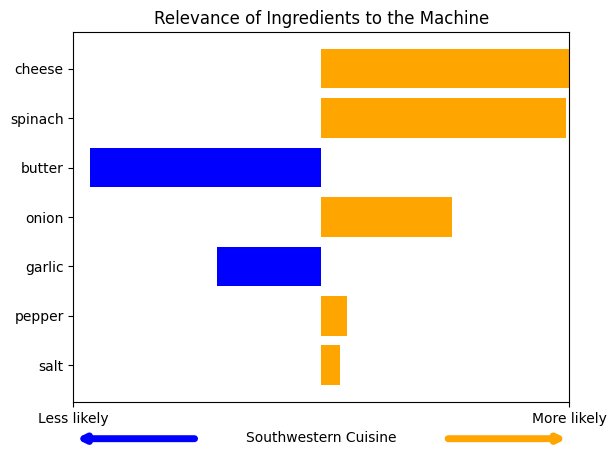 Relevance of Ingredients to the Machine
cheese
spinach
butter
onion
garlic
pepper
salt
Less likely
More likely
Southwestern Cuisine